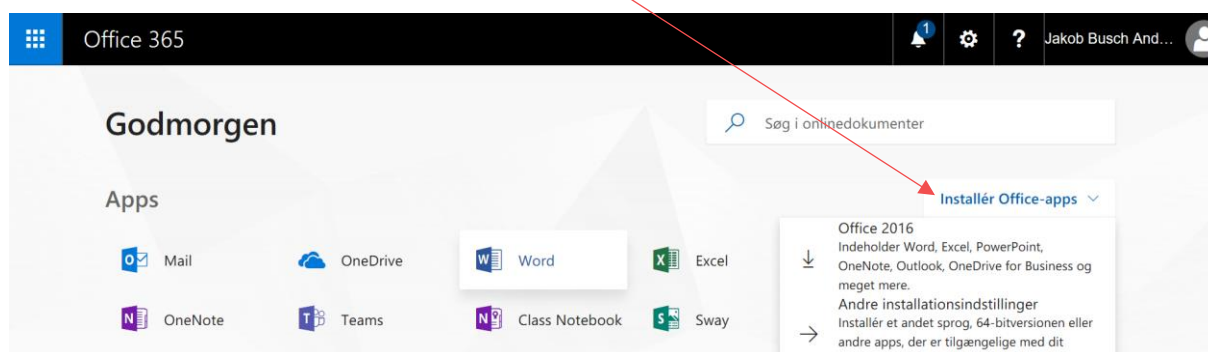 Office 365
1
?
Jakob Busch And...
Godmorgen
Søg i onlinedokumenter
Apps
Installér Office-apps
Mail
OneDrive
Word
Excel
OneNote
Teams
Class Notebook
Sway
Office 2016
Indeholder Word, Excel, PowerPoint,
OneNote, Outlook, OneDrive for Business og
meget mere.
Andre installationsindstillinger
Installér et andet sprog, 64-bitversionen eller
andre apps, der er tilgængelige med dit